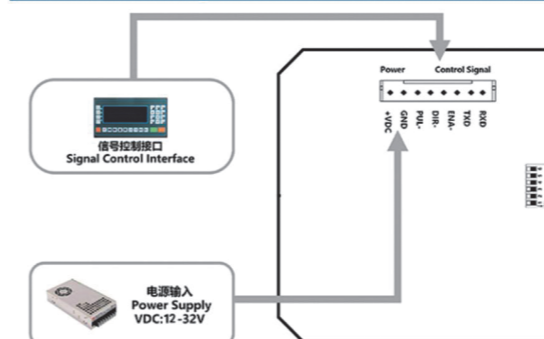 Power Control Signal
+VDC
GND
PUL-
DIR-
ENA-
TXD
RXD
信号控制接口
Signal Control Interface
电源输入
Power Supply
VDC:12-32V